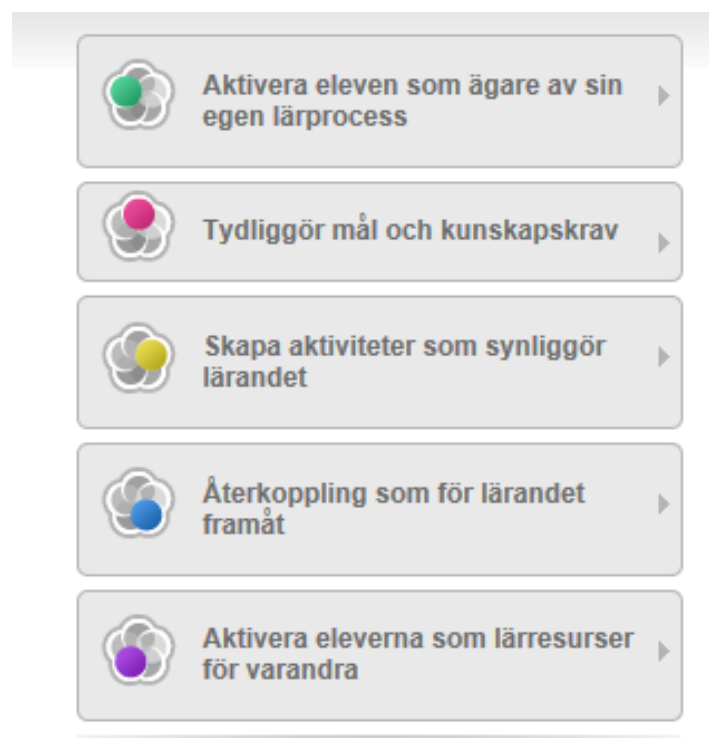 Aktivera eleven som ägare av sin
egen lärprocess
Tydliggör mål och kunskapskrav
Skapa aktiviteter som synliggör
lärandet
Återkoppling som för lärandet
framåt
Aktivera eleverna som lärresurser
för varandra